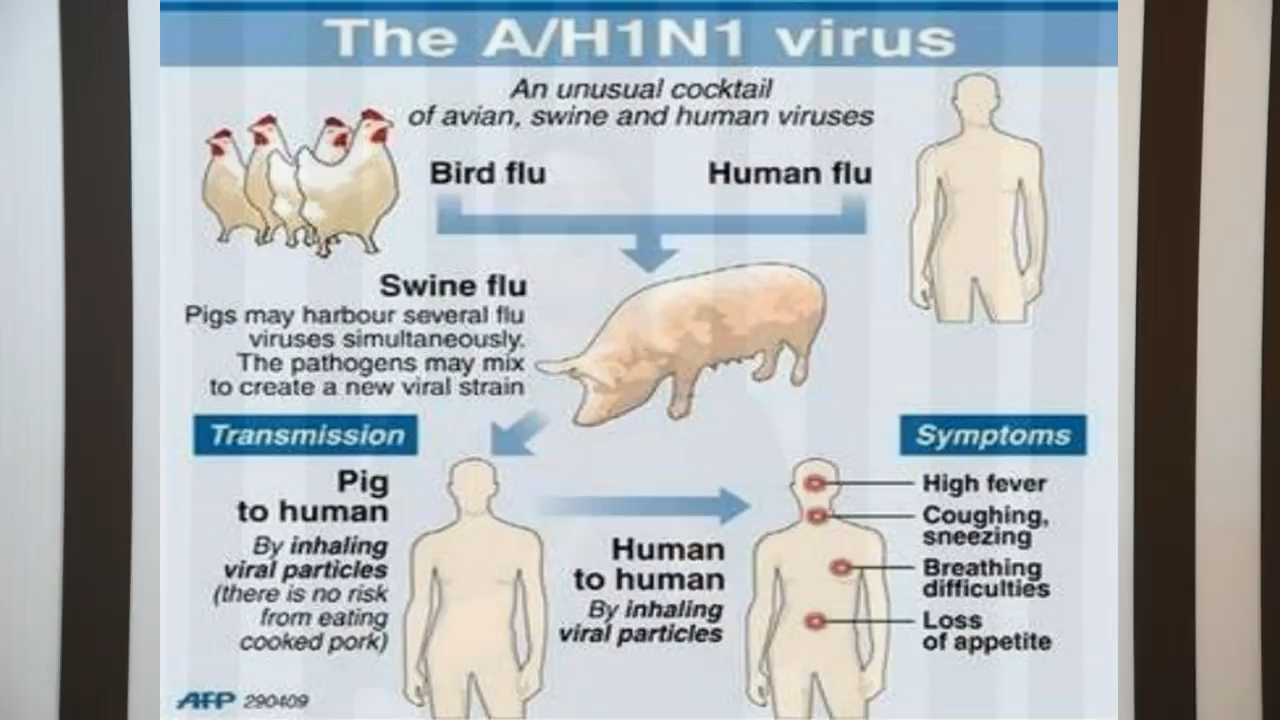 The A/H1N1 virus
An unusual cocktail
of avian, swine and human viruses
Bird flu
Human flu
Swine flu
Pigs may harbour several flu
viruses simultaneously.
The pathogens may mix
to create a new viral strain
Transmission
Pig
to human
By inhaling
viral particles
(there is no risk
from eating
cooked pork)
Human
to human
By inhaling
viral particles
Symptoms
High fever
Coughing,
sneezing
Breathing
difficulties
Loss
of appetite
AFP 290409